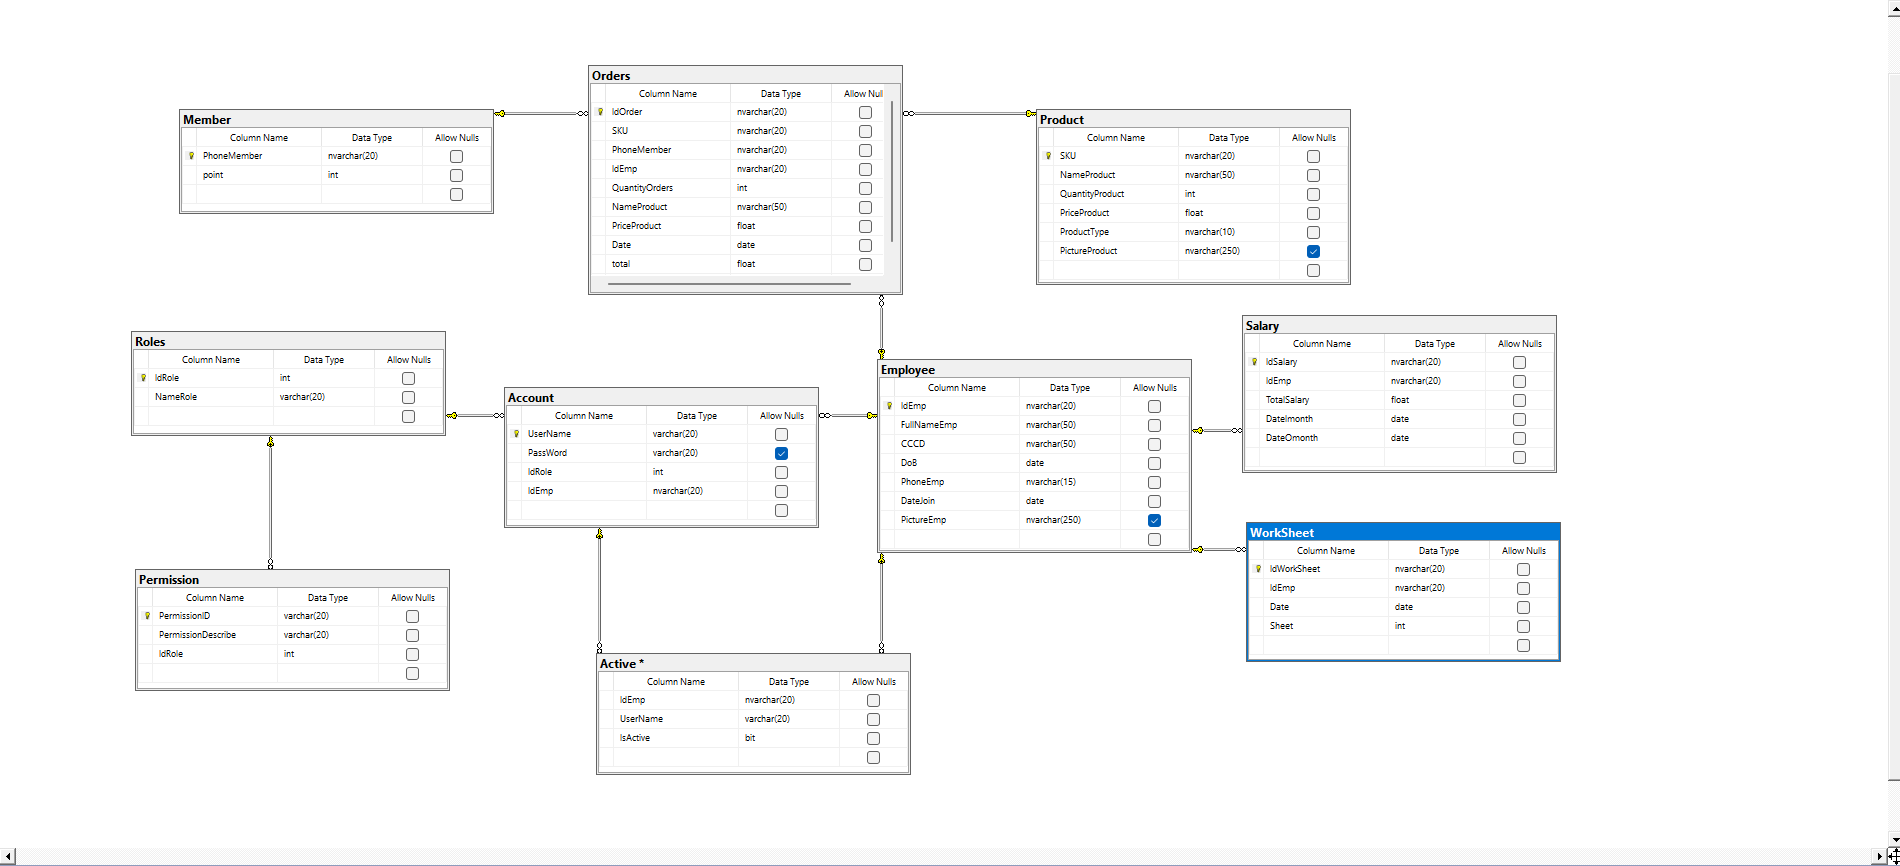 Orders
Column Name Data Type Allow Nul
IdOrder nvarchar(20)
SKU nvarchar(20)
PhoneMember nvarchar(20)
IdEmp nvarchar(20)
QuantityOrders int
NameProduct nvarchar(50)
PriceProduct float
Date date
total float
Member
Column Name Data Type Allow Nulls
PhoneMember nvarchar(20)
point int
Product
Column Name Data Type Allow Nulls
SKU nvarchar(20)
NameProduct nvarchar(50)
QuantityProduct int
PriceProduct float
ProductType nvarchar(10)
PictureProduct nvarchar(250)
Roles
Column Name Data Type Allow Nulls
IdRole int
NameRole varchar(20)
Account
Column Name Data Type Allow Nulls
UserName varchar(20)
PassWord varchar(20)
IdRole int
IdEmp nvarchar(20)
Employee
Column Name Data Type Allow Nulls
IdEmp nvarchar(20)
FullNameEmp nvarchar(50)
CCCD nvarchar(50)
DoB date
PhoneEmp nvarchar(15)
DateJoin date
PictureEmp nvarchar(250)
Salary
Column Name Data Type Allow Nulls
IdSalary nvarchar(20)
IdEmp nvarchar(20)
TotalSalary float
DateImonth date
DateOmonth date
WorkSheet
Column Name Data Type Allow Nulls
IdWorkSheet nvarchar(20)
IdEmp nvarchar(20)
Date date
Sheet int
Permission
Column Name Data Type Allow Nulls
PermissionID varchar(20)
PermissionDescribe varchar(20)
IdRole int
Active *
Column Name Data Type Allow Nulls
IdEmp nvarchar(20)
UserName varchar(20)
IsActive bit